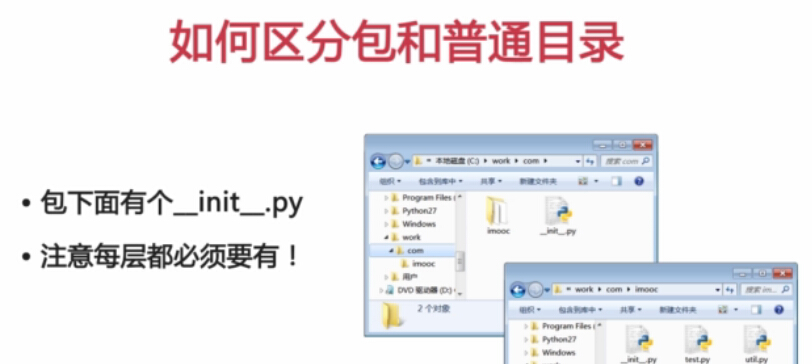 如何区分包和普通目录
• 包下面有个__init__.py
• 注意每层都必须要有！
本地磁盘 (C:) ▸ work ▸ com ▸
搜索 com
组织 ▾ 包含到库中 ▾ 共享 ▾ 新建文件夹
Program Files (
Python27
Windows
work
com
imooc
用户
DVD 驱动器 (D:)
imooc
__init__.py
2 个对象
« work ▸ com ▸ imooc
搜索 im...
组织 ▾ 包含到库中 ▾ 共享 ▾ 新建文件夹
Program Files (
Python27
Windows
__init__.py
test.py
util.py